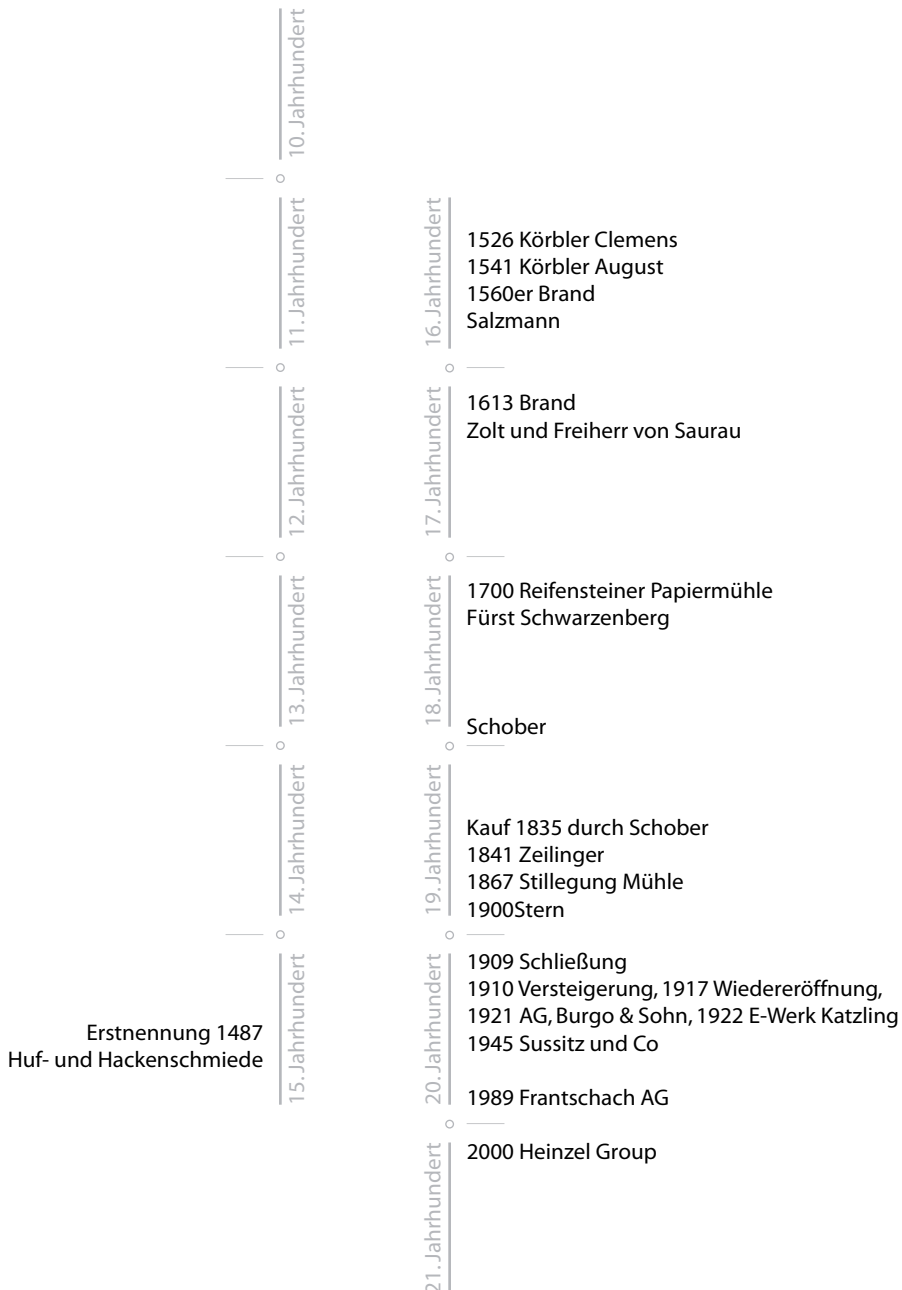 10. Jahrhundert
11. Jahrhundert
12. Jahrhundert
13. Jahrhundert
14. Jahrhundert
Erstnennung 1487
Huf- und Hackenschmiede
15. Jahrhundert
16. Jahrhundert
1526 Körbler Clemens
1541 Körbler August
1560er Brand
Salzmann
17. Jahrhundert
1613 Brand
Zolt und Freiherr von Saurau
18. Jahrhundert
1700 Reifensteiner Papiermühle
Fürst Schwarzenberg
Schober
19. Jahrhundert
Kauf 1835 durch Schober
1841 Zeilinger
1867 Stillegung Mühle
1900Stern
20. Jahrhundert
1909 Schließung
1910 Versteigerung, 1917 Wiedereröffnung,
1921 AG, Burgo & Sohn, 1922 E-Werk Katzling
1945 Sussitz und Co
1989 Frantschach AG
21. Jahrhundert
2000 Heinzel Group